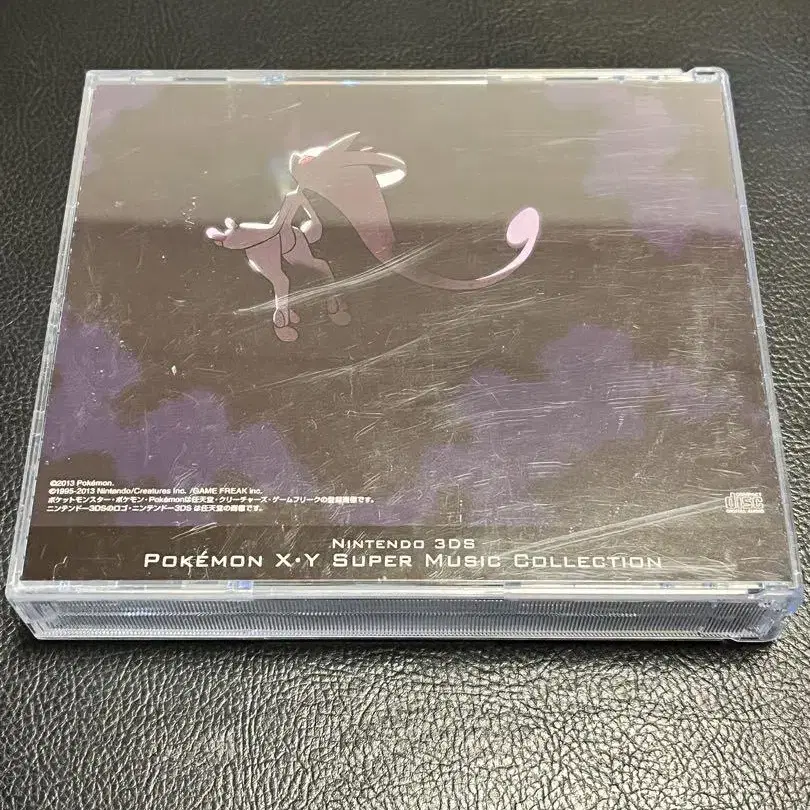 ©2013 Pokémon.
©1995-2013 Nintendo/Creatures Inc. /GAME FREAK inc.
ポケットモンスター・ポケモン・Pokémonは任天堂・クリーチャーズ・ゲームフリークの登録商標です。
ニンテンドー3DSのロゴ・ニンテンドー3DS は任天堂の商標です。
COMPACT
disc
DIGITAL AUDIO
NINTENDO 3DS
POKÉMON X・Y SUPER MUSIC COLLECTION